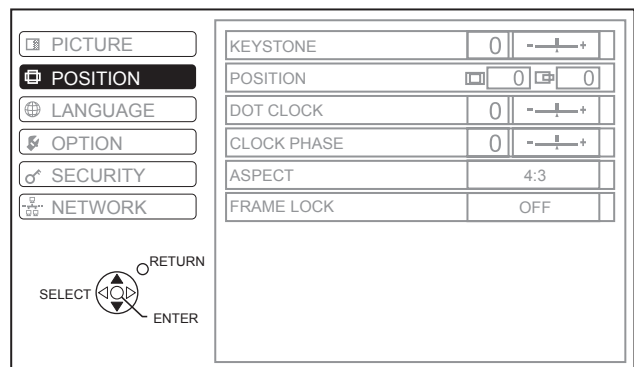 PICTURE
POSITION
LANGUAGE
OPTION
SECURITY
NETWORK
RETURN
SELECT
ENTER
KEYSTONE 0 - +
POSITION 0 0
DOT CLOCK 0 - +
CLOCK PHASE 0 - +
ASPECT 4:3
FRAME LOCK OFF